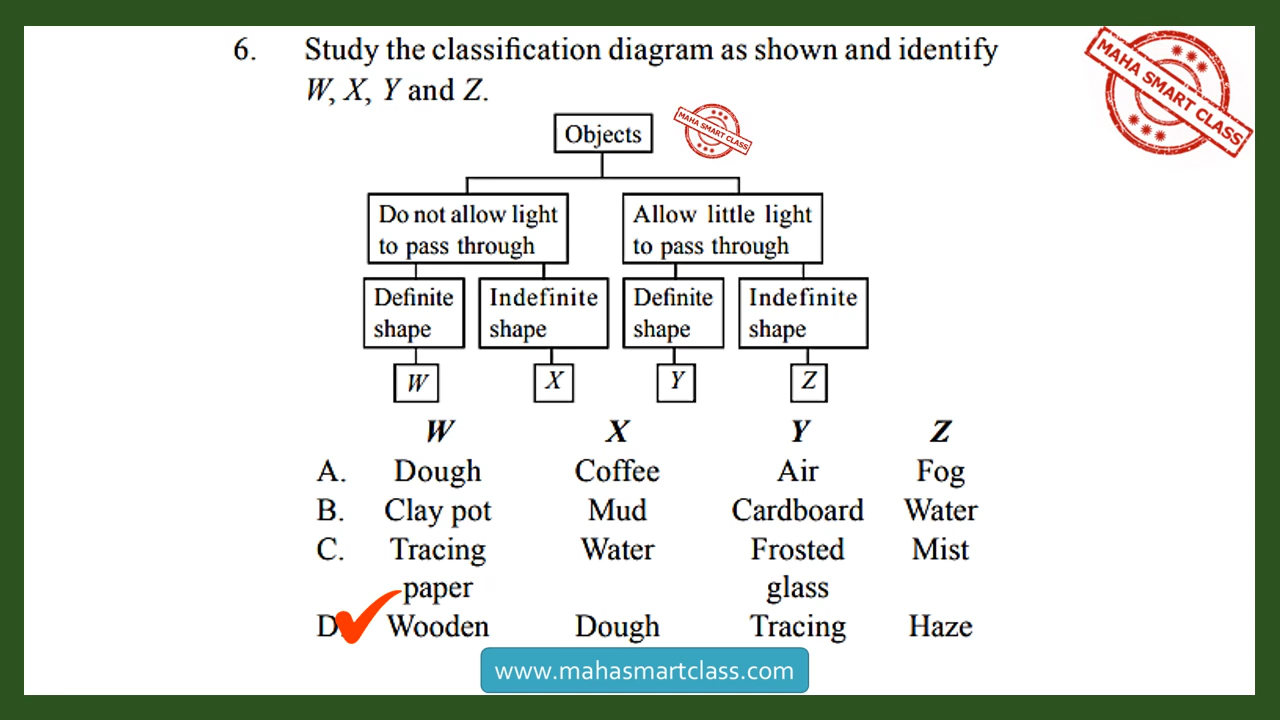 6. Study the classification diagram as shown and identify
W, X, Y and Z.
MAHA SMART CLASS
MAHA SMART CLASS
Objects
Do not allow light
to pass through
Allow little light
to pass through
Definite
shape
Indefinite
shape
Definite
shape
Indefinite
shape
W X Y Z
W X Y Z
A. Dough Coffee Air Fog
B. Clay pot Mud Cardboard Water
C. Tracing Water Frosted Mist
paper glass
D. Wooden Dough Tracing Haze
www.mahasmartclass.com